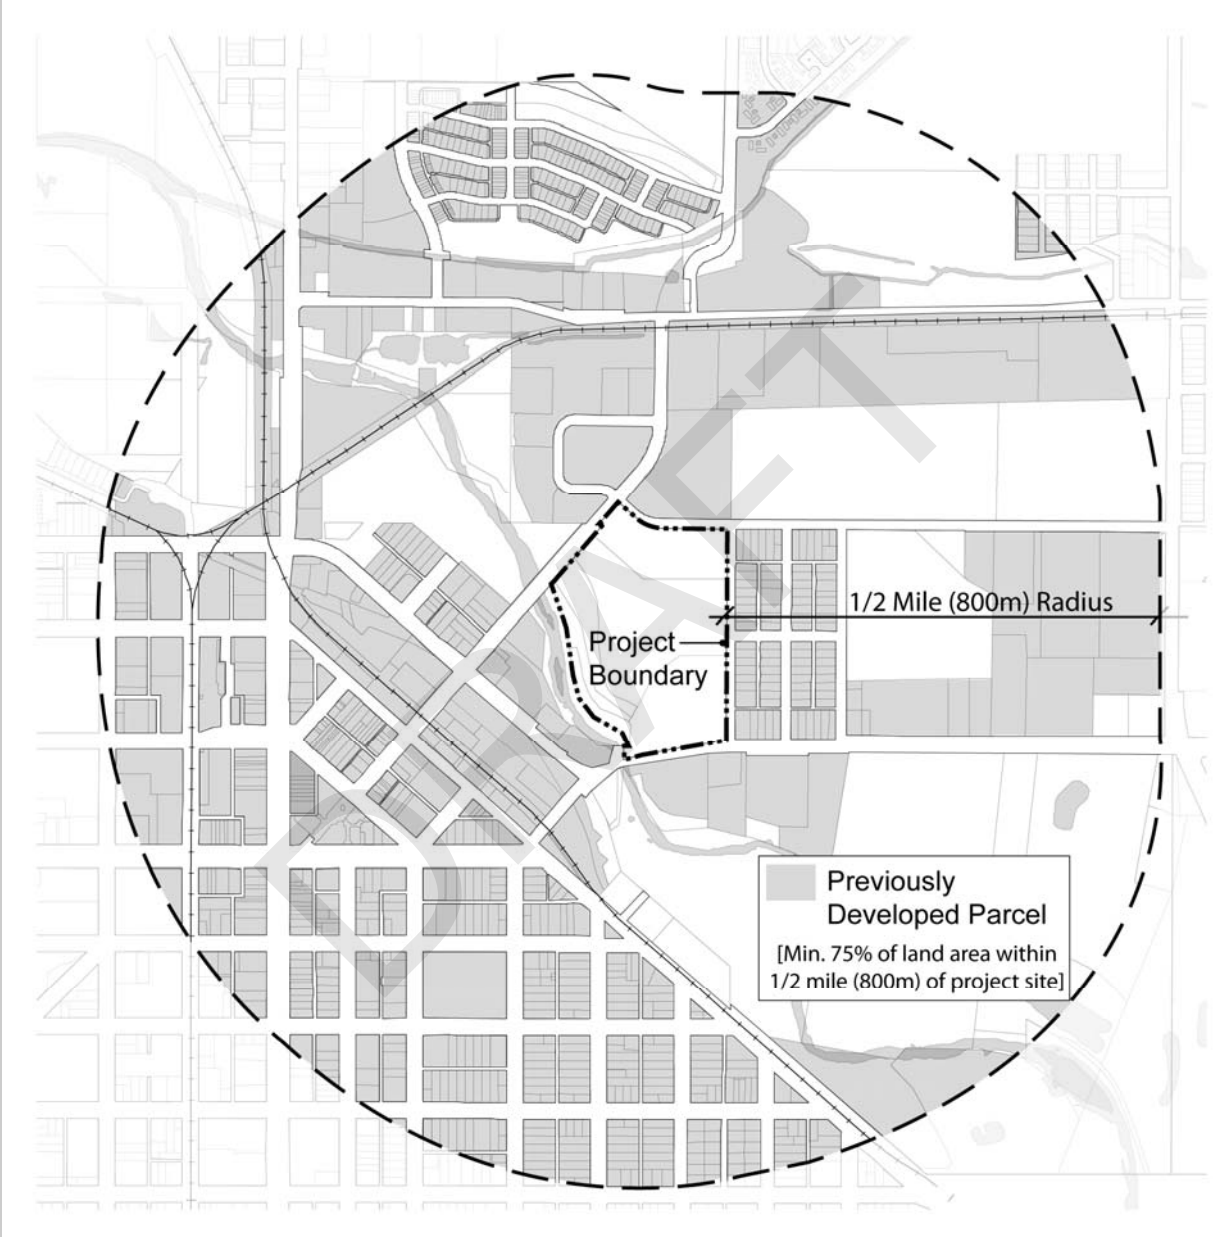 DRAFT
1/2 Mile (800m) Radius
Project
Boundary
Previously
Developed Parcel
[Min. 75% of land area within
1/2 mile (800m) of project site]